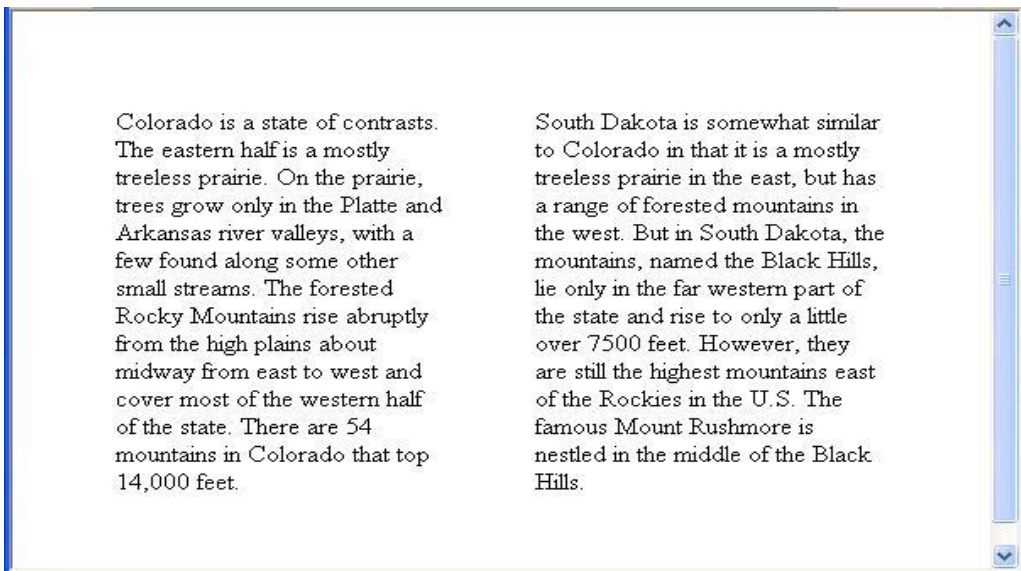 Colorado is a state of contrasts.
The eastern half is a mostly
treeless prairie. On the prairie,
trees grow only in the Platte and
Arkansas river valleys, with a
few found along some other
small streams. The forested
Rocky Mountains rise abruptly
from the high plains about
midway from east to west and
cover most of the western half
of the state. There are 54
mountains in Colorado that top
14,000 feet.
South Dakota is somewhat similar
to Colorado in that it is a mostly
treeless prairie in the east, but has
a range of forested mountains in
the west. But in South Dakota, the
mountains, named the Black Hills,
lie only in the far western part of
the state and rise to only a little
over 7500 feet. However, they
are still the highest mountains east
of the Rockies in the U.S. The
famous Mount Rushmore is
nestled in the middle of the Black
Hills.